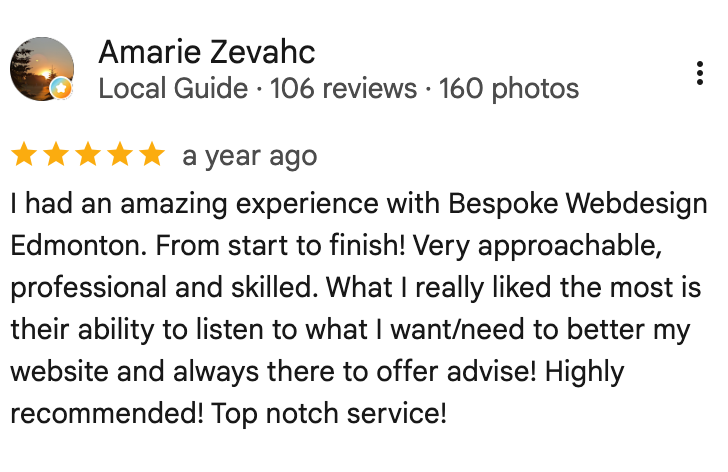 Amarie Zevahc
Local Guide · 106 reviews · 160 photos
a year ago
I had an amazing experience with Bespoke Webdesign
Edmonton. From start to finish! Very approachable,
professional and skilled. What I really liked the most is
their ability to listen to what I want/need to better my
website and always there to offer advise! Highly
recommended! Top notch service!